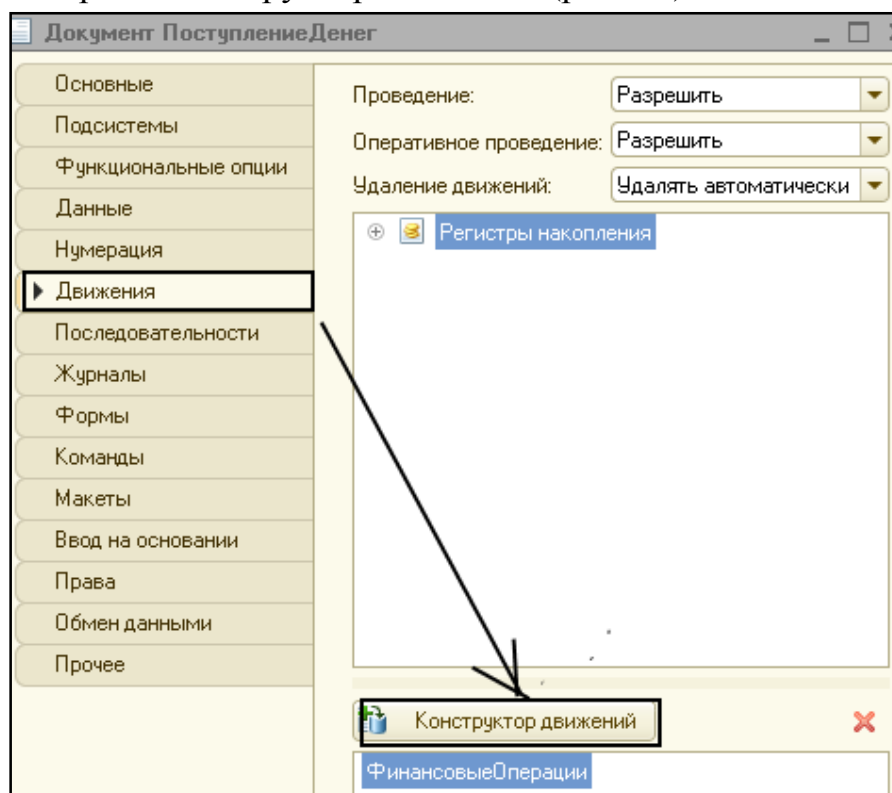 Документ ПоступлениеДенег
Основные
Подсистемы
Функциональные опции
Данные
Нумерация
Движения
Последовательности
Журналы
Формы
Команды
Макеты
Ввод на основании
Права
Обмен данными
Прочее
Проведение: Разрешить
Оперативное проведение: Разрешить
Удаление движений: Удалять автоматически
Регистры накопления
Конструктор движений
ФинансовыеОперации